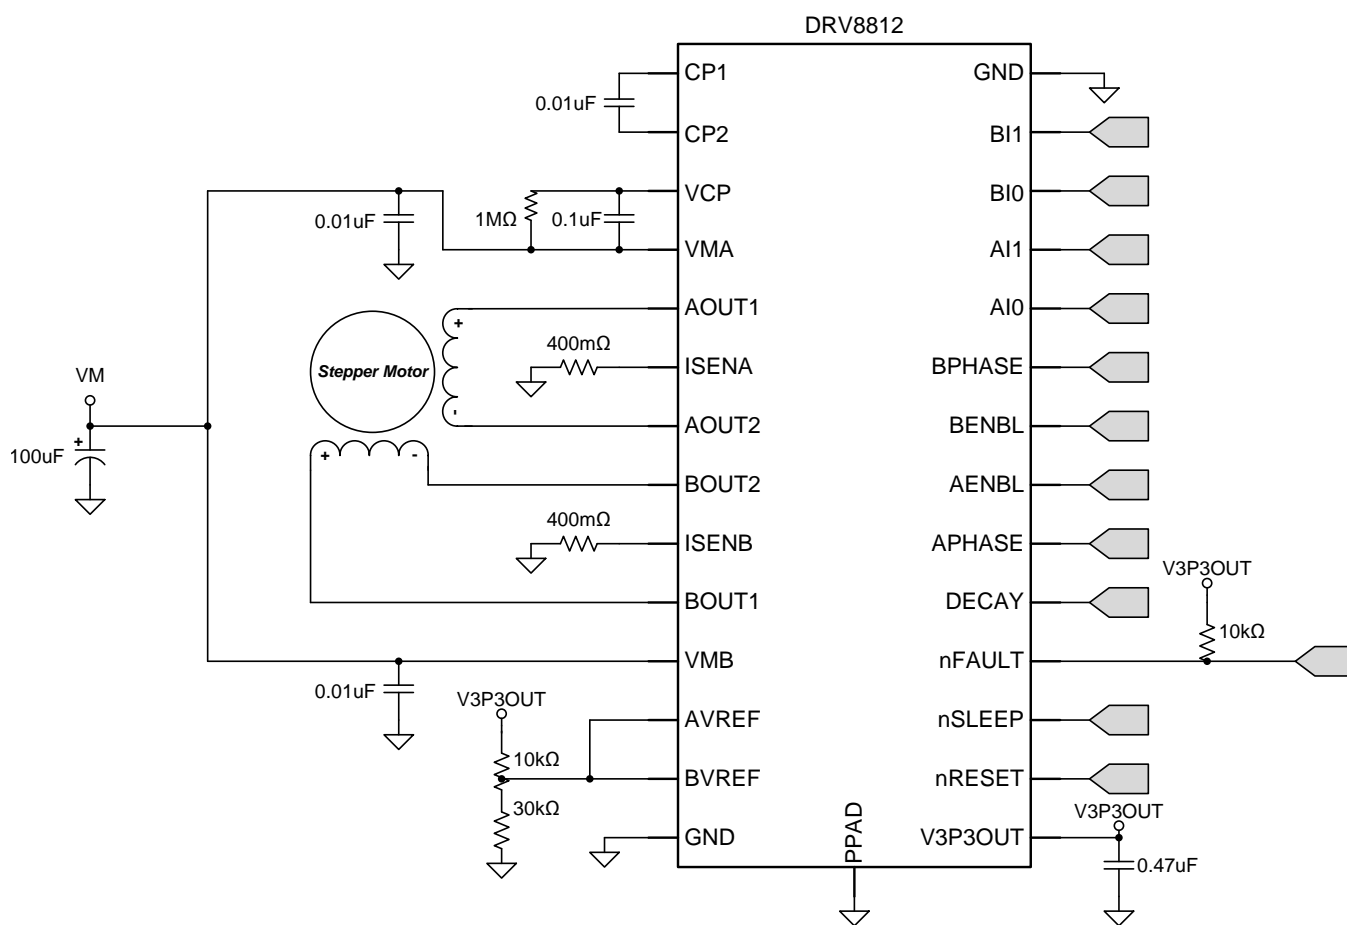 DRV8812
CP1
GND
0.01uF
CP2
BI1
VCP
BI0
0.01uF
1MΩ
0.1uF
VMA
AI1
AOUT1
AI0
+
400mΩ
Stepper Motor
ISENA
BPHASE
VM
-
AOUT2
BENBL
+
100uF
+
-
BOUT2
AENBL
400mΩ
ISENB
APHASE
V3P3OUT
BOUT1
DECAY
10kΩ
VMB
nFAULT
0.01uF
V3P3OUT
AVREF
nSLEEP
10kΩ
BVREF
nRESET
30kΩ
V3P3OUT
GND
PPAD
V3P3OUT
0.47uF